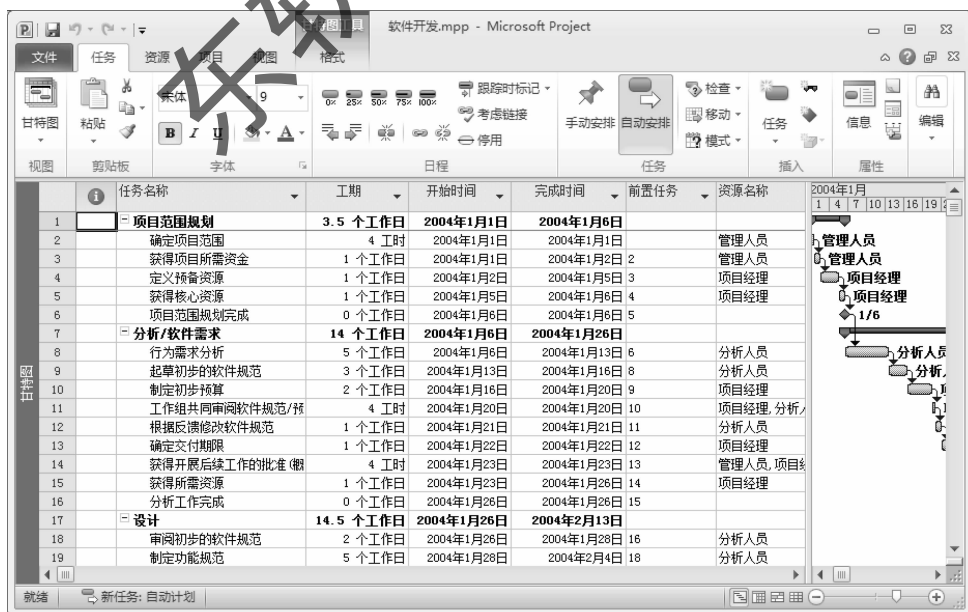 软件开发.mpp - Microsoft Project
文件 任务 资源 项目 视图 格式
甘特图 粘贴 宋体 9 0% 25% 50% 75% 100% 跟踪时标记 考虑链接 停用 手动安排 自动安排 检查 移动 模式 任务 信息 编辑
B I U A
视图 剪贴板 字体 日程 任务 插入 属性
任务名称 工期 开始时间 完成时间 前置任务 资源名称 2004年1月
1 4 7 10 13 16 19
1 项目范围规划 3.5 个工作日 2004年1月1日 2004年1月6日
2 确定项目范围 4 工时 2004年1月1日 2004年1月1日 管理人员 管理人员
3 获得项目所需资金 1 个工作日 2004年1月1日 2004年1月2日 2 管理人员 管理人员
4 定义预备资源 1 个工作日 2004年1月2日 2004年1月5日 3 项目经理 项目经理
5 获得核心资源 1 个工作日 2004年1月5日 2004年1月6日 4 项目经理 项目经理
6 项目范围规划完成 0 个工作日 2004年1月6日 2004年1月6日 5 1/6
7 分析/软件需求 14 个工作日 2004年1月6日 2004年1月26日
8 行为需求分析 5 个工作日 2004年1月6日 2004年1月13日 6 分析人员 分析人员
9 起草初步的软件规范 3 个工作日 2004年1月13日 2004年1月16日 8 分析人员 分析
10 制定初步预算 2 个工作日 2004年1月16日 2004年1月20日 9 项目经理
11 工作组共同审阅软件规范/预 4 工时 2004年1月20日 2004年1月20日 10 项目经理,分析
12 根据反馈修改软件规范 1 个工作日 2004年1月21日 2004年1月21日 11 分析人员
13 确定交付期限 1 个工作日 2004年1月22日 2004年1月22日 12 项目经理
14 获得开展后续工作的批准 4 工时 2004年1月23日 2004年1月23日 13 管理人员,项目
15 获得所需资源 1 个工作日 2004年1月23日 2004年1月26日 14 项目经理
16 分析工作完成 0 个工作日 2004年1月26日 2004年1月26日 15
17 设计 14.5 个工作日 2004年1月26日 2004年2月13日
18 审阅初步的软件规范 2 个工作日 2004年1月26日 2004年1月28日 16 分析人员
19 制定功能规范 5 个工作日 2004年1月28日 2004年2月4日 18 分析人员
甘特图
就绪 新任务: 自动计划